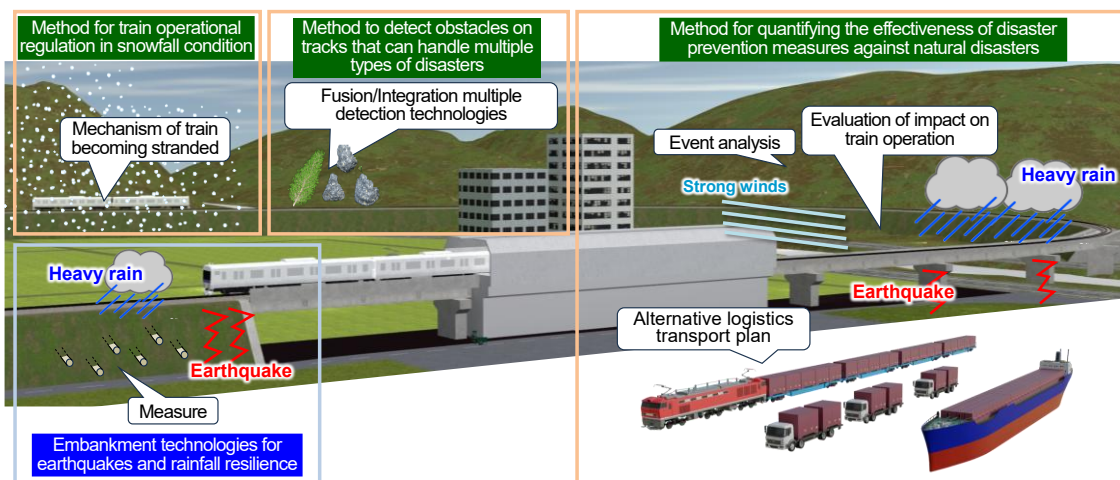 Method for train operational
regulation in snowfall condition
Mechanism of train
becoming stranded
Method to detect obstacles on
tracks that can handle multiple
types of disasters
Fusion/Integration multiple
detection technologies
Method for quantifying the effectiveness of disaster
prevention measures against natural disasters
Event analysis
Evaluation of impact on
train operation
Strong winds
Heavy rain
Earthquake
Alternative logistics
transport plan
Heavy rain
Earthquake
Measure
Embankment technologies for
earthquakes and rainfall resilience